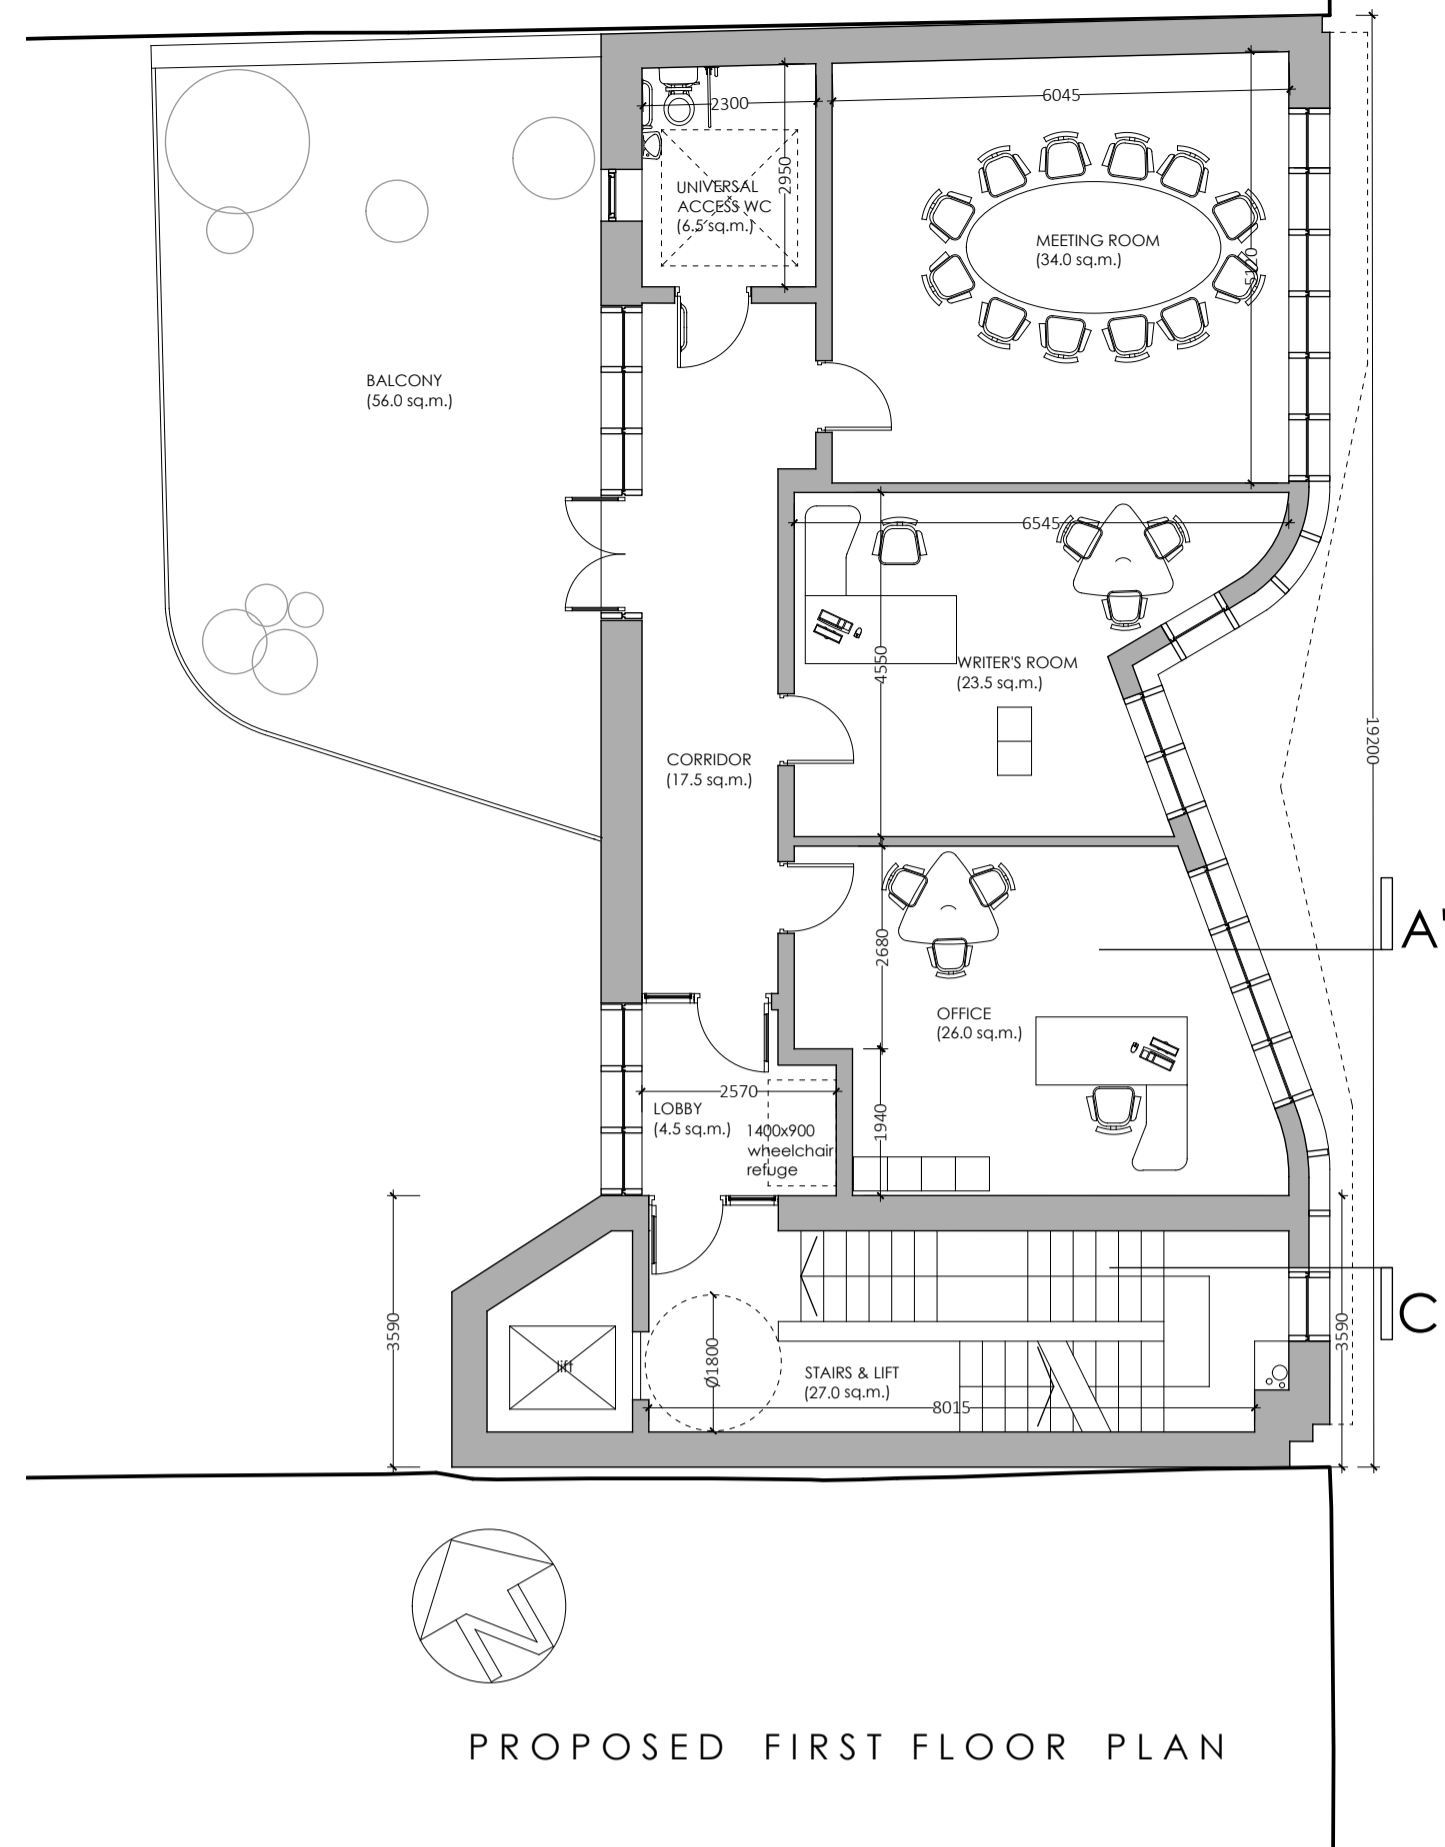 2300
6045
2950
UNIVERSAL
ACCESS WC
(6.5 sq.m.)
MEETING ROOM
(34.0 sq.m.)
5120
BALCONY
(56.0 sq.m.)
6545
4550
WRITER'S ROOM
(23.5 sq.m.)
19200
CORRIDOR
(17.5 sq.m.)
A'
2680
OFFICE
(26.0 sq.m.)
2570
LOBBY
(4.5 sq.m.)
1400x900
wheelchair
refuge
1940
C
3590
3590
lift
Ø1800
STAIRS & LIFT
(27.0 sq.m.)
8015
N
PROPOSED FIRST FLOOR PLAN